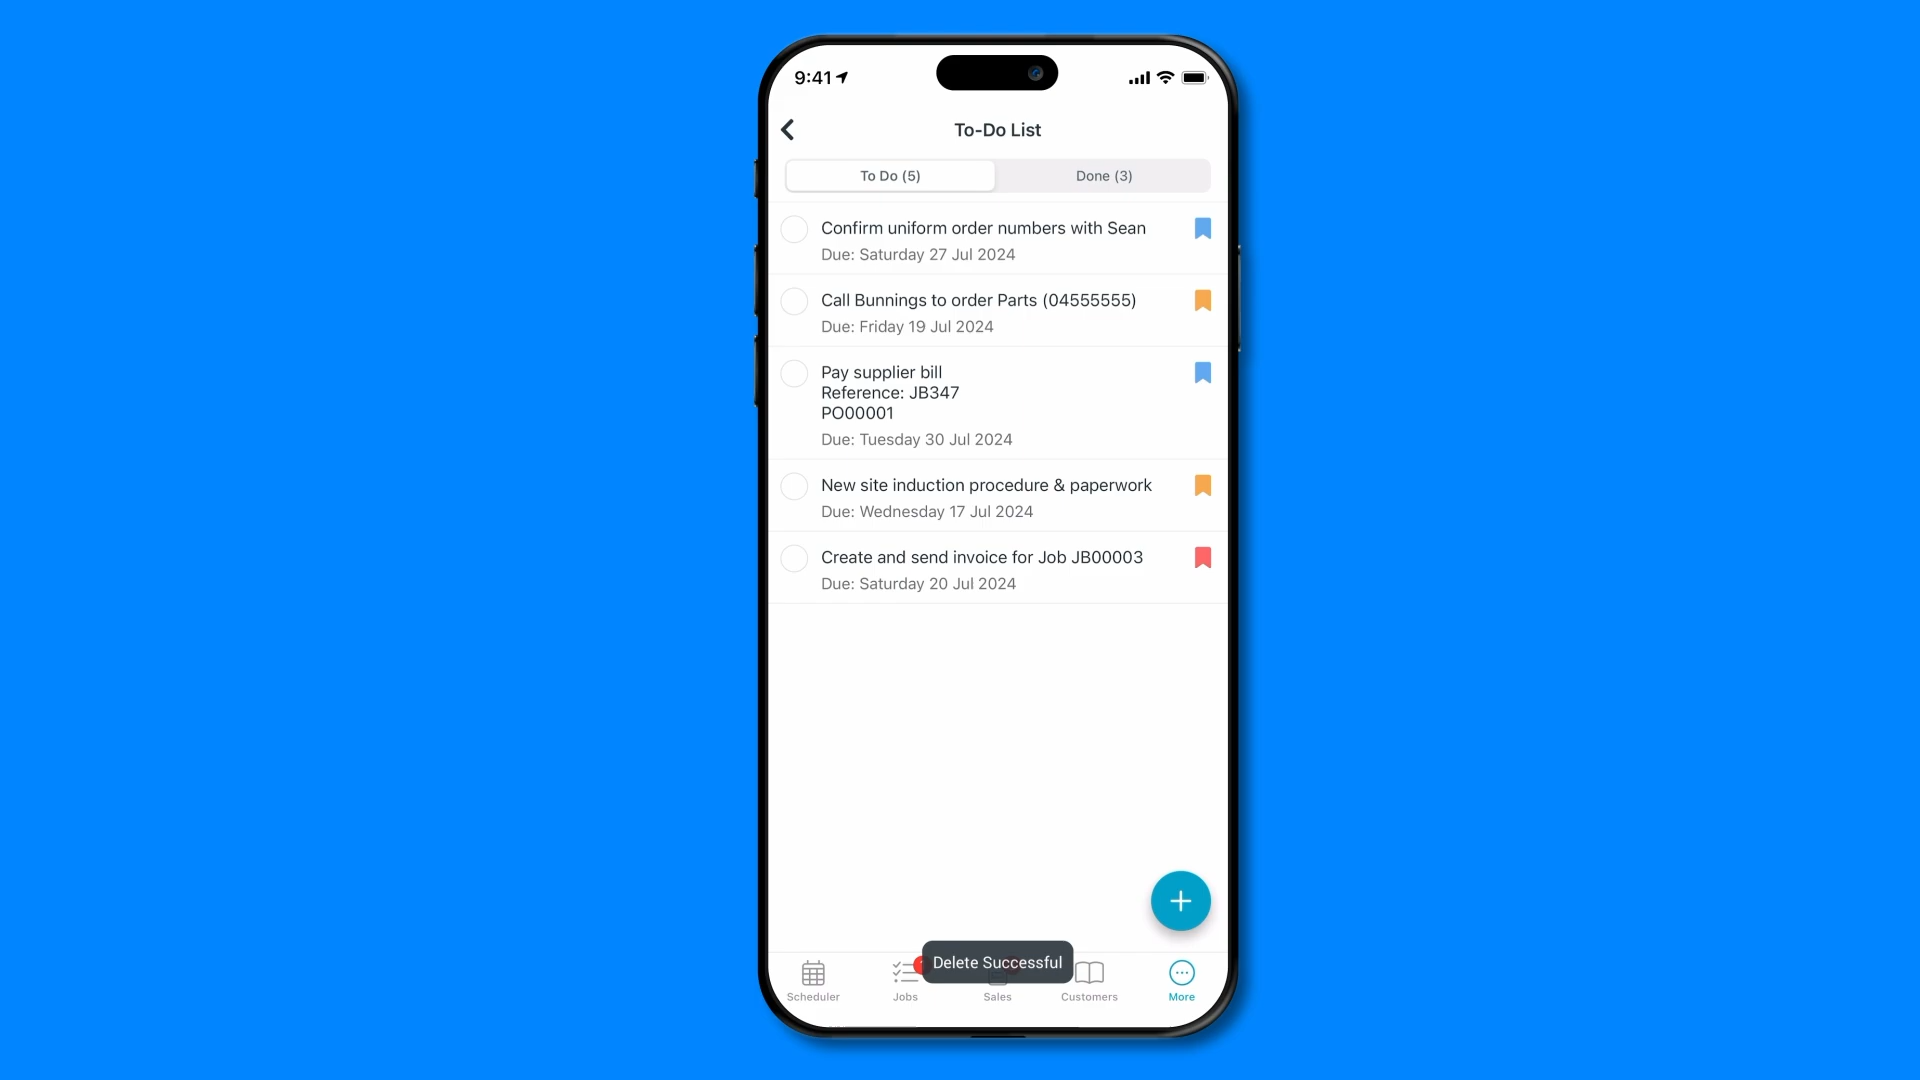 9:41
To-Do List
To Do (5)
Done (3)
Confirm uniform order numbers with Sean
Due: Saturday 27 Jul 2024
Call Bunnings to order Parts (04555555)
Due: Friday 19 Jul 2024
Pay supplier bill
Reference: JB347
PO00001
Due: Tuesday 30 Jul 2024
New site induction procedure & paperwork
Due: Wednesday 17 Jul 2024
Create and send invoice for Job JB00003
Due: Saturday 20 Jul 2024
Delete Successful
Scheduler
Jobs
Sales
Customers
More